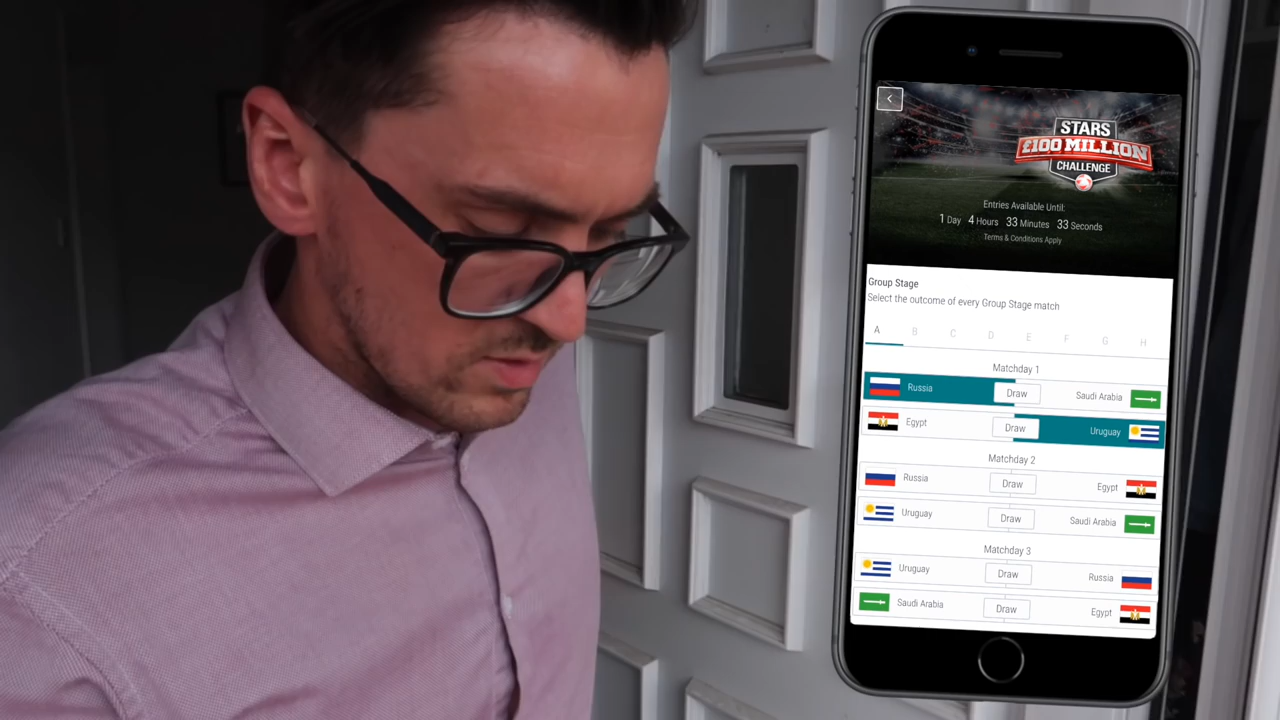 <
STARS
£100 MILLION
CHALLENGE
Entries Available Until:
1 Day 4 Hours 33 Minutes 33 Seconds
Terms & Conditions Apply
Group Stage
Select the outcome of every Group Stage match
A B C D E F G H
Matchday 1
Russia Draw Saudi Arabia
Egypt Draw Uruguay
Matchday 2
Russia Draw Egypt
Uruguay Draw Saudi Arabia
Matchday 3
Uruguay Draw Russia
Saudi Arabia Draw Egypt